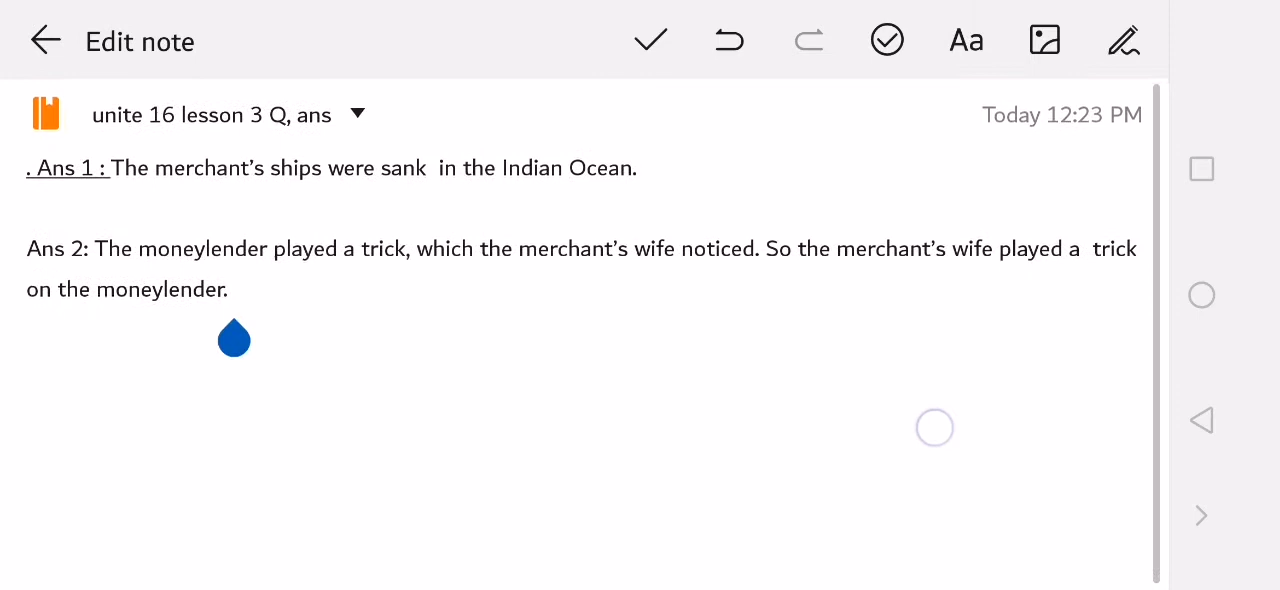 Edit note
Aa
unite 16 lesson 3 Q, ans
Today 12:23 PM
. Ans 1 : The merchant’s ships were sank  in the Indian Ocean.
Ans 2: The moneylender played a trick, which the merchant’s wife noticed. So the merchant’s wife played a  trick
on the moneylender.